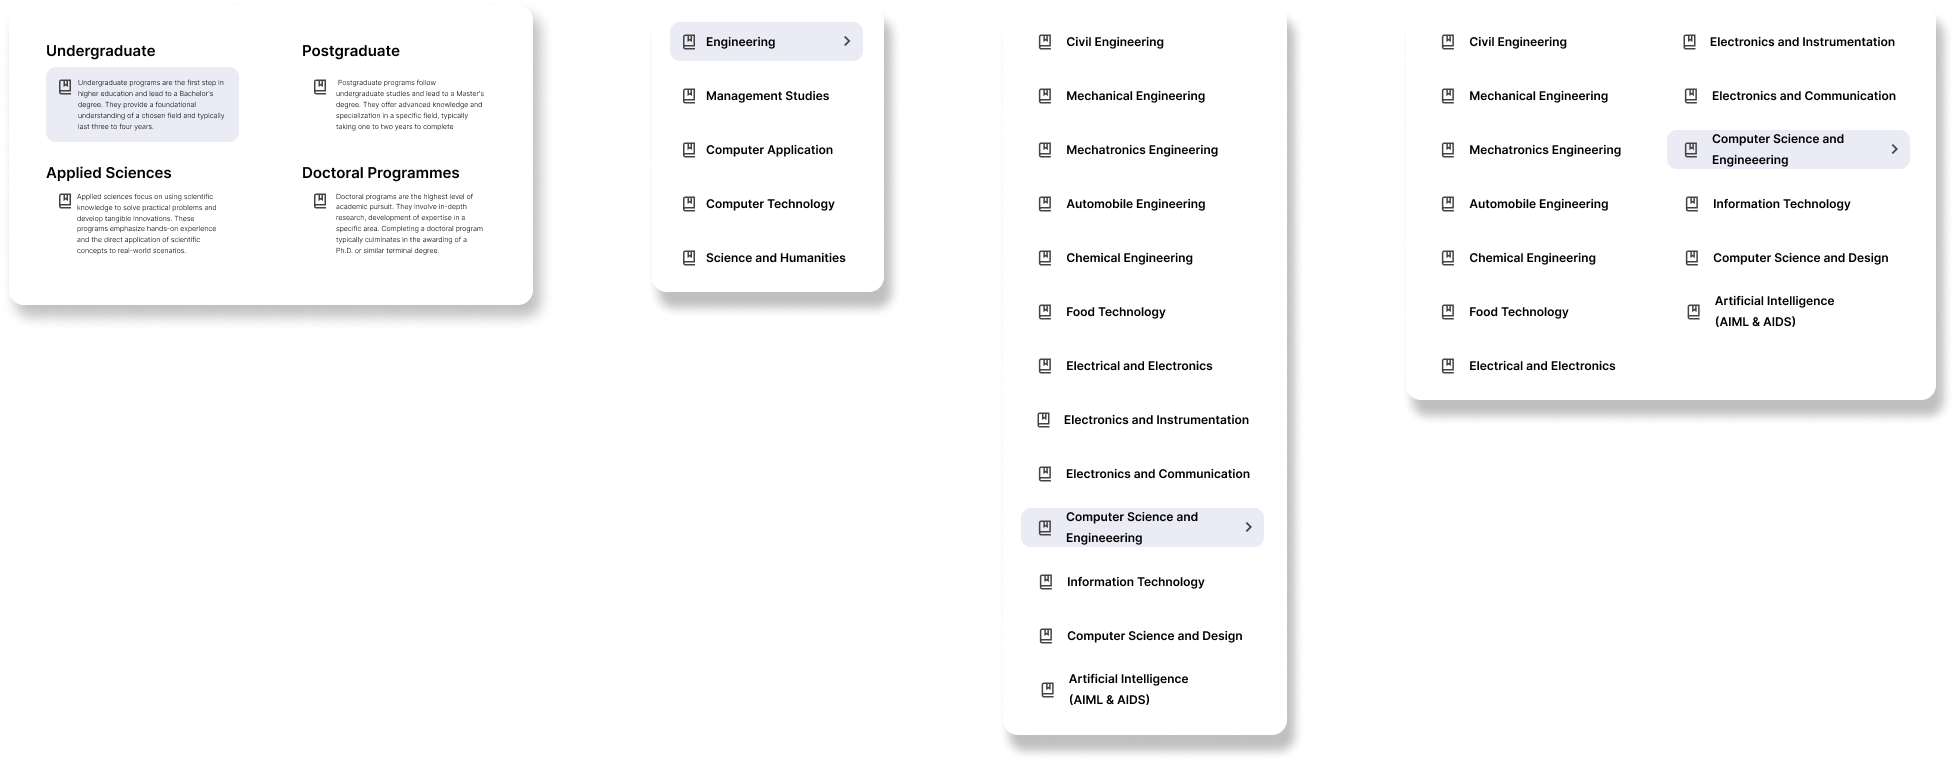 Undergraduate
Undergraduate programs are the first step in
higher education and lead to a Bachelor's
degree. They provide a foundational
understanding of a chosen field and typically
last three to four years.
Postgraduate
Postgraduate programs follow
undergraduate studies and lead to a Master's
degree. They offer advanced knowledge and
specialization in a specific field, typically
taking one to two years to complete
Applied Sciences
Applied sciences focus on using scientific
knowledge to solve practical problems and
develop tangible innovations. These
programs emphasize hands-on experience
and the direct application of scientific
concepts to real-world scenarios.
Doctoral Programmes
Doctoral programs are the highest level of
academic pursuit. They involve in-depth
research, development of expertise in a
specific area. Completing a doctoral program
typically culminates in the awarding of a
Ph.D. or similar terminal degree.
Engineering
Management Studies
Computer Application
Computer Technology
Science and Humanities
Civil Engineering
Mechanical Engineering
Mechatronics Engineering
Automobile Engineering
Chemical Engineering
Food Technology
Electrical and Electronics
Electronics and Instrumentation
Electronics and Communication
Computer Science and
Engineeering
Information Technology
Computer Science and Design
Artificial Intelligence
(AIML & AIDS)
Civil Engineering
Mechanical Engineering
Mechatronics Engineering
Automobile Engineering
Chemical Engineering
Food Technology
Electrical and Electronics
Electronics and Instrumentation
Electronics and Communication
Computer Science and
Engineeering
Information Technology
Computer Science and Design
Artificial Intelligence
(AIML & AIDS)